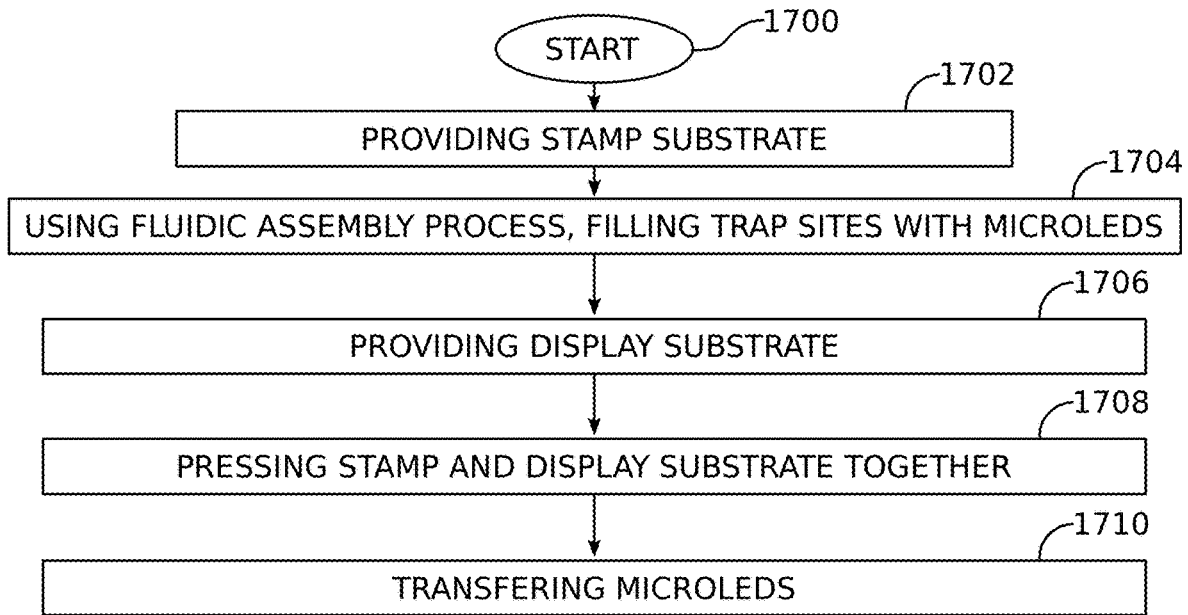 1700
START
1702
PROVIDING STAMP SUBSTRATE
1704
USING FLUIDIC ASSEMBLY PROCESS, FILLING TRAP SITES WITH MICROLEDS
1706
PROVIDING DISPLAY SUBSTRATE
1708
PRESSING STAMP AND DISPLAY SUBSTRATE TOGETHER
1710
TRANSFERING MICROLEDS